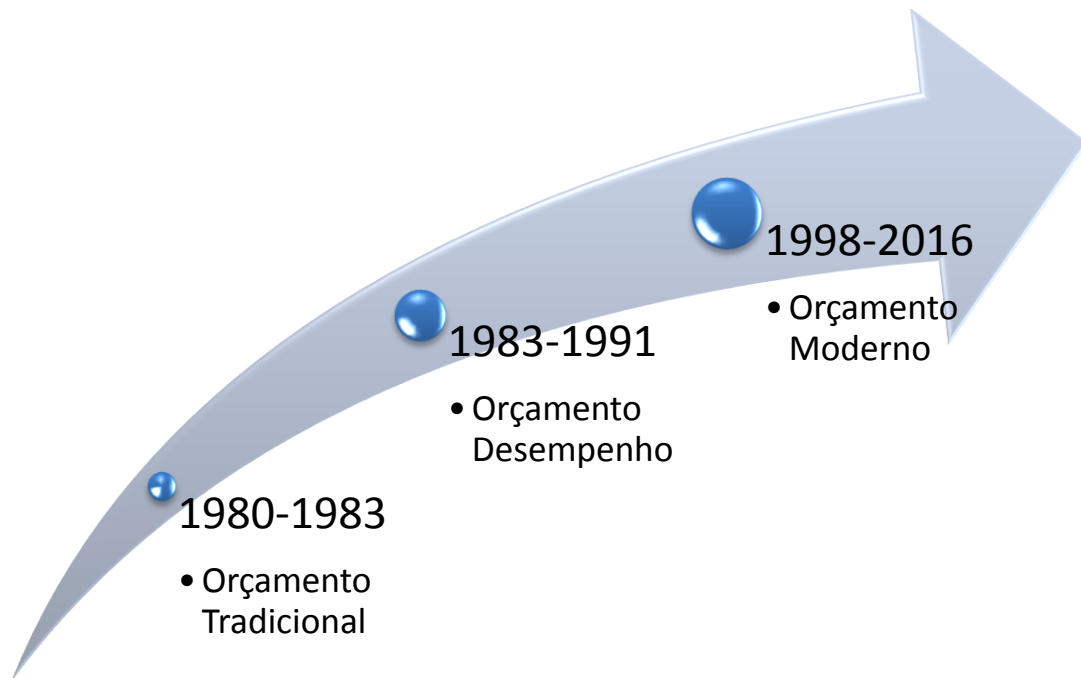 1980-1983
• Orçamento
Tradicional
1983-1991
• Orçamento
Desempenho
1998-2016
• Orçamento
Moderno